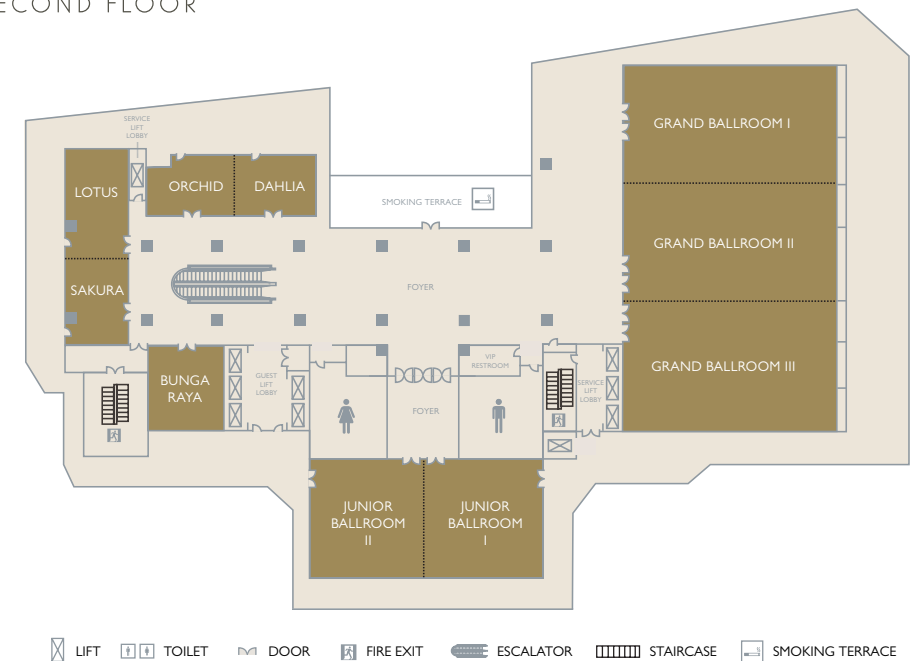 ECOND FLOOR
SERVICE
LIFT
LOBBY
LOTUS
ORCHID
DAHLIA
SMOKING TERRACE
GRAND BALLROOM I
GRAND BALLROOM II
SAKURA
FOYER
BUNGA
RAYA
GUEST
LIFT
LOBBY
VIP
RESTROOM
FOYER
SERVICE
LIFT
LOBBY
GRAND BALLROOM III
JUNIOR
BALLROOM
II
JUNIOR
BALLROOM
I
LIFT
TOILET
DOOR
FIRE EXIT
ESCALATOR
STAIRCASE
SMOKING TERRACE